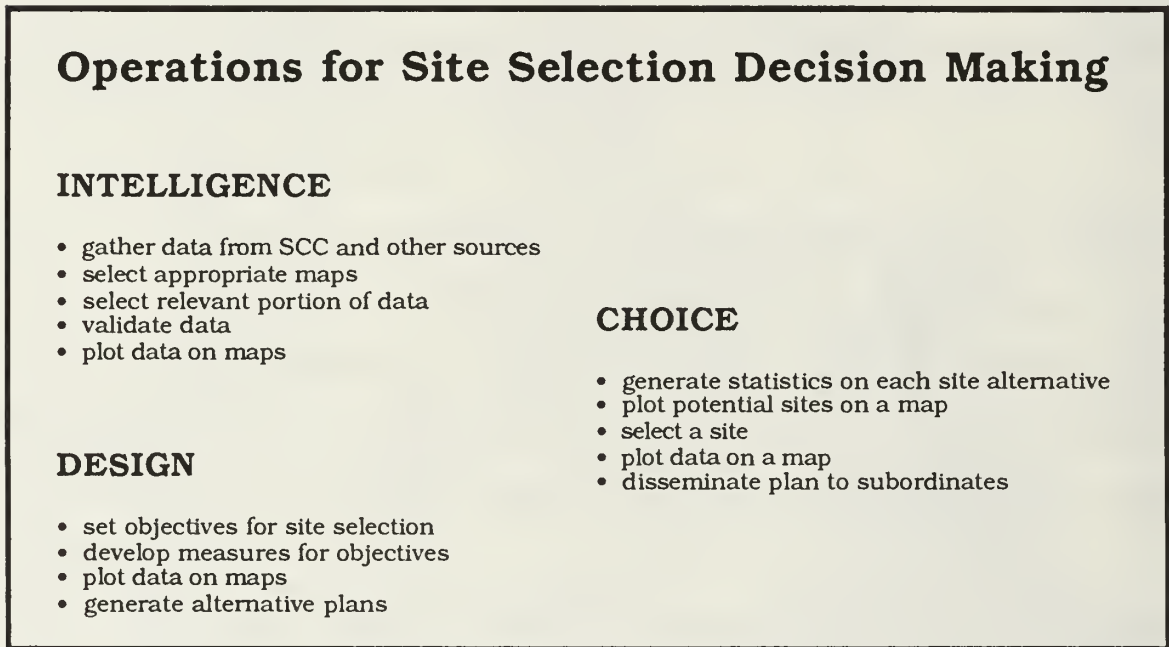 Operations for Site Selection Decision Making
INTELLIGENCE
• gather data from SCC and other sources
• select appropriate maps
• select relevant portion of data
• validate data
• plot data on maps
DESIGN
• set objectives for site selection
• develop measures for objectives
• plot data on maps
• generate alternative plans
CHOICE
• generate statistics on each site alternative
• plot potential sites on a map
• select a site
• plot data on a map
• disseminate plan to subordinates